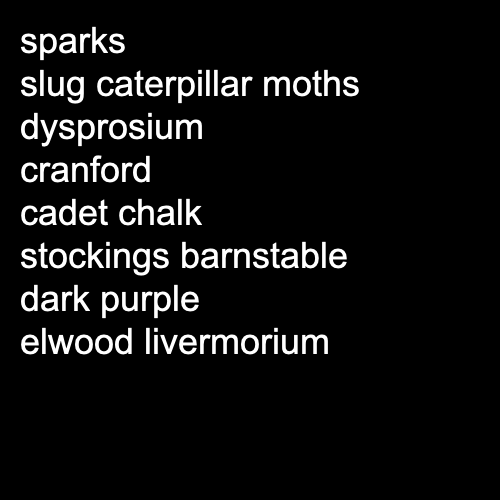 sparks
slug caterpillar moths
dysprosium
cranford
cadet chalk
stockings barnstable
dark purple
elwood livermorium